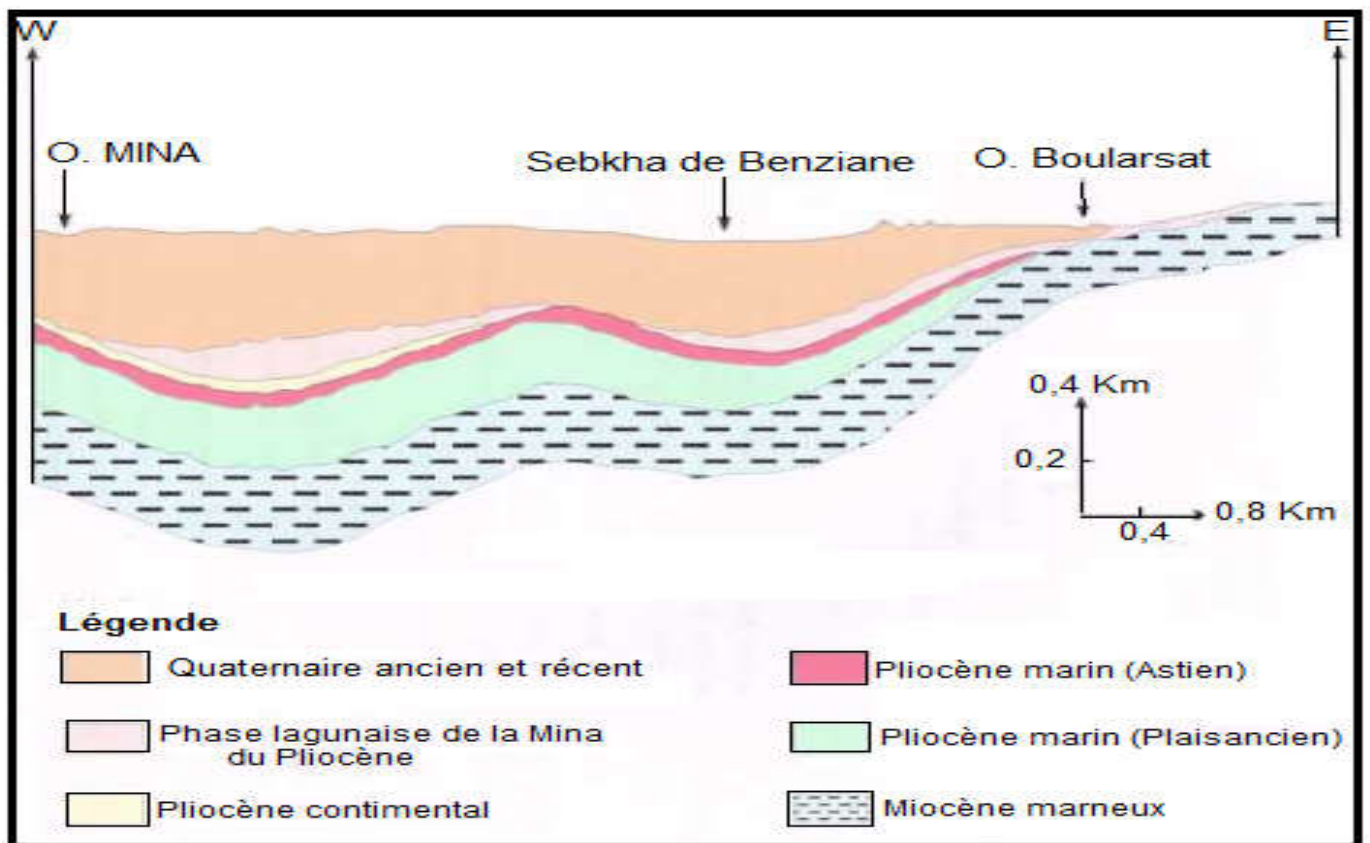 W
E
O. MINA
Sebkha de Benziane
O. Boularsat
0,4 Km
0,2
0,8 Km
0,4
Légende
Quaternaire ancien et récent
Phase lagunaise de la Mina
du Pliocène
Pliocène contimental
Pliocène marin (Astien)
Pliocène marin (Plaisancien)
Miocène marneux